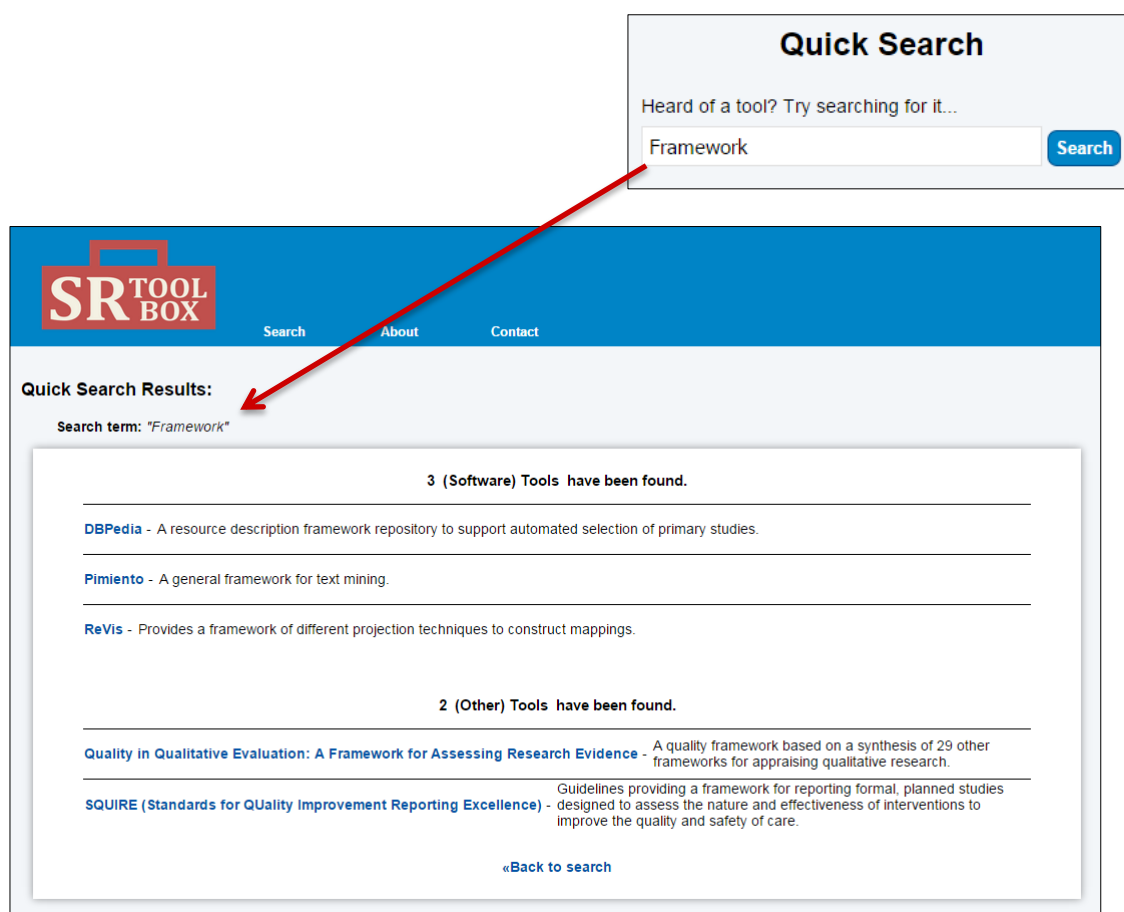 Quick Search
Heard of a tool? Try searching for it...
Framework
Search
SR TOOL
BOX
Search About Contact
Quick Search Results:
Search term: "Framework"
3 (Software) Tools have been found.
DBPedia - A resource description framework repository to support automated selection of primary studies.
Pimiento - A general framework for text mining.
ReVis - Provides a framework of different projection techniques to construct mappings.
2 (Other) Tools have been found.
Quality in Qualitative Evaluation: A Framework for Assessing Research Evidence - A quality framework based on a synthesis of 29 other
frameworks for appraising qualitative research.
Guidelines providing a framework for reporting formal, planned studies
SQUIRE (Standards for QUality Improvement Reporting Excellence) - designed to assess the nature and effectiveness of interventions to
improve the quality and safety of care.
«Back to search